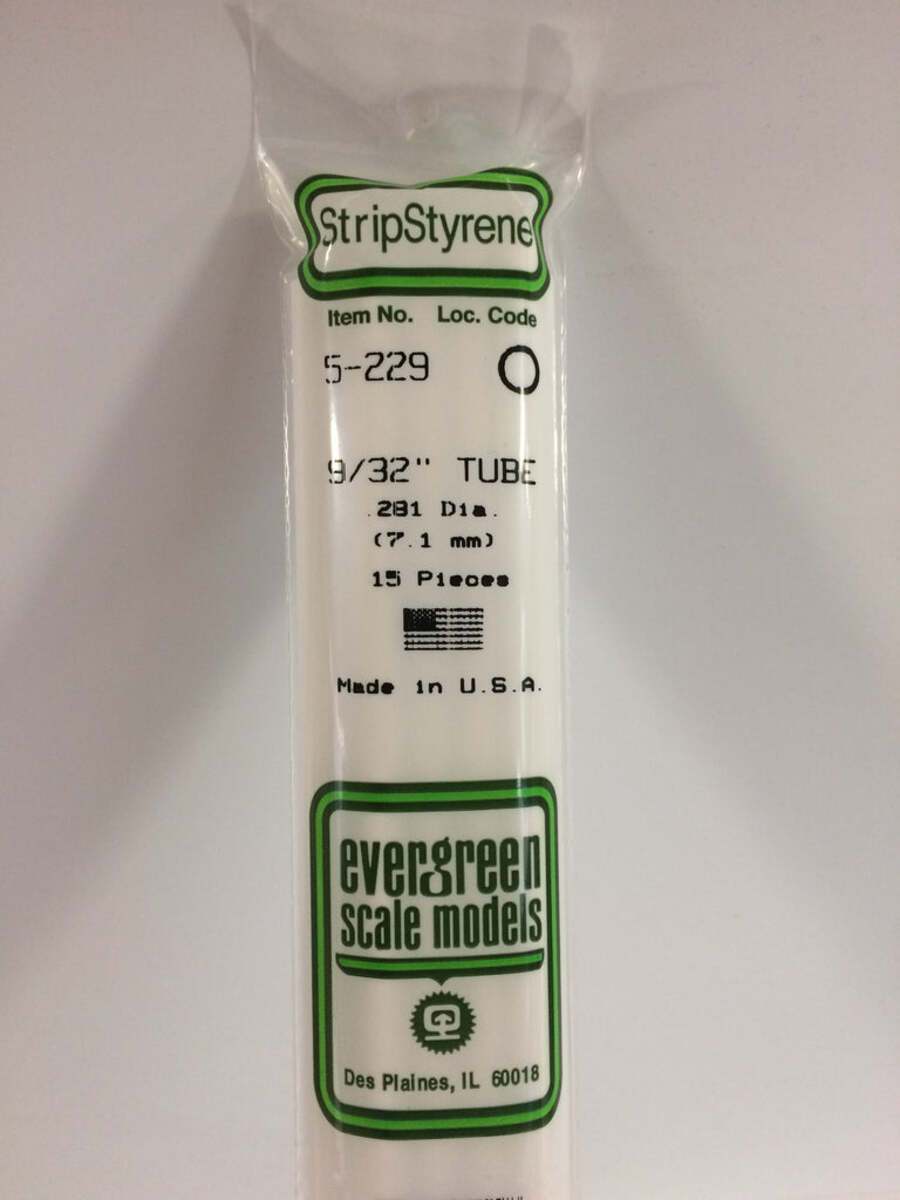 StripStyrene
Item No. Loc. Code
5-229 O
9/32" TUBE
.281 Dia.
(7.1 mm)
15 Pieces
Made in U.S.A.
evergreen
scale models
Des Plaines, IL 60018